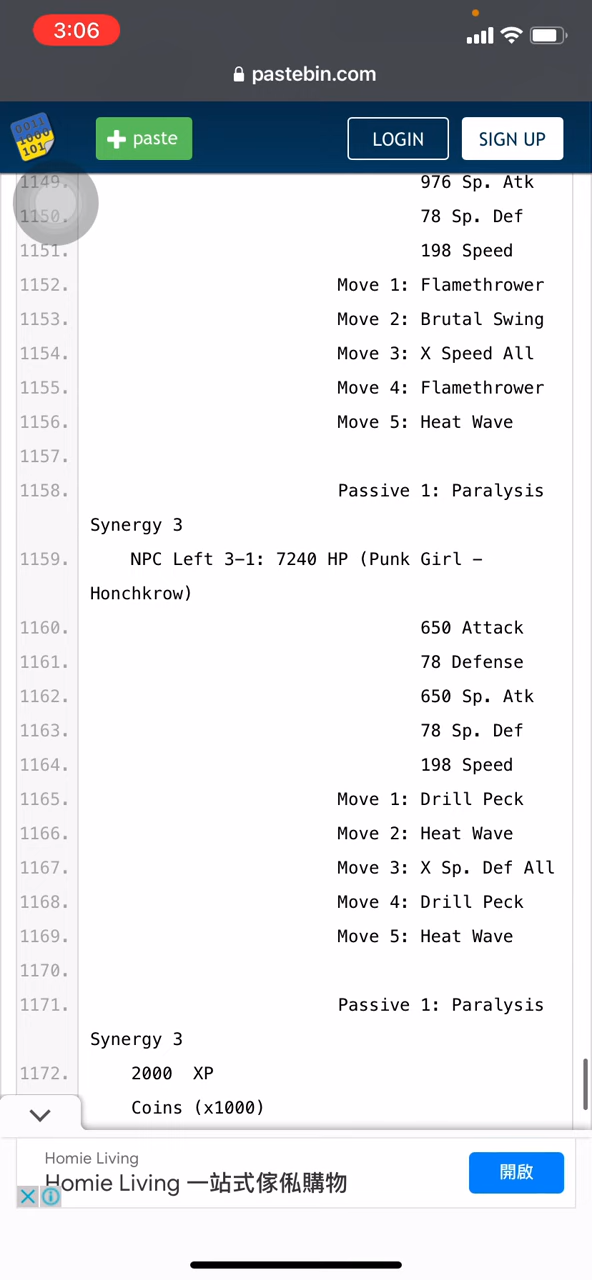 3:06
pastebin.com
0011
1000
101
paste
LOGIN
SIGN UP
1149. 976 Sp. Atk
1150. 78 Sp. Def
1151. 198 Speed
1152. Move 1: Flamethrower
1153. Move 2: Brutal Swing
1154. Move 3: X Speed All
1155. Move 4: Flamethrower
1156. Move 5: Heat Wave
1157.
1158. Passive 1: Paralysis
Synergy 3
1159. NPC Left 3-1: 7240 HP (Punk Girl -
Honchkrow)
1160. 650 Attack
1161. 78 Defense
1162. 650 Sp. Atk
1163. 78 Sp. Def
1164. 198 Speed
1165. Move 1: Drill Peck
1166. Move 2: Heat Wave
1167. Move 3: X Sp. Def All
1168. Move 4: Drill Peck
1169. Move 5: Heat Wave
1170.
1171. Passive 1: Paralysis
Synergy 3
1172. 2000 XP
Coins (x1000)
Homie Living
Homie Living 一站式傢俬購物
開啟